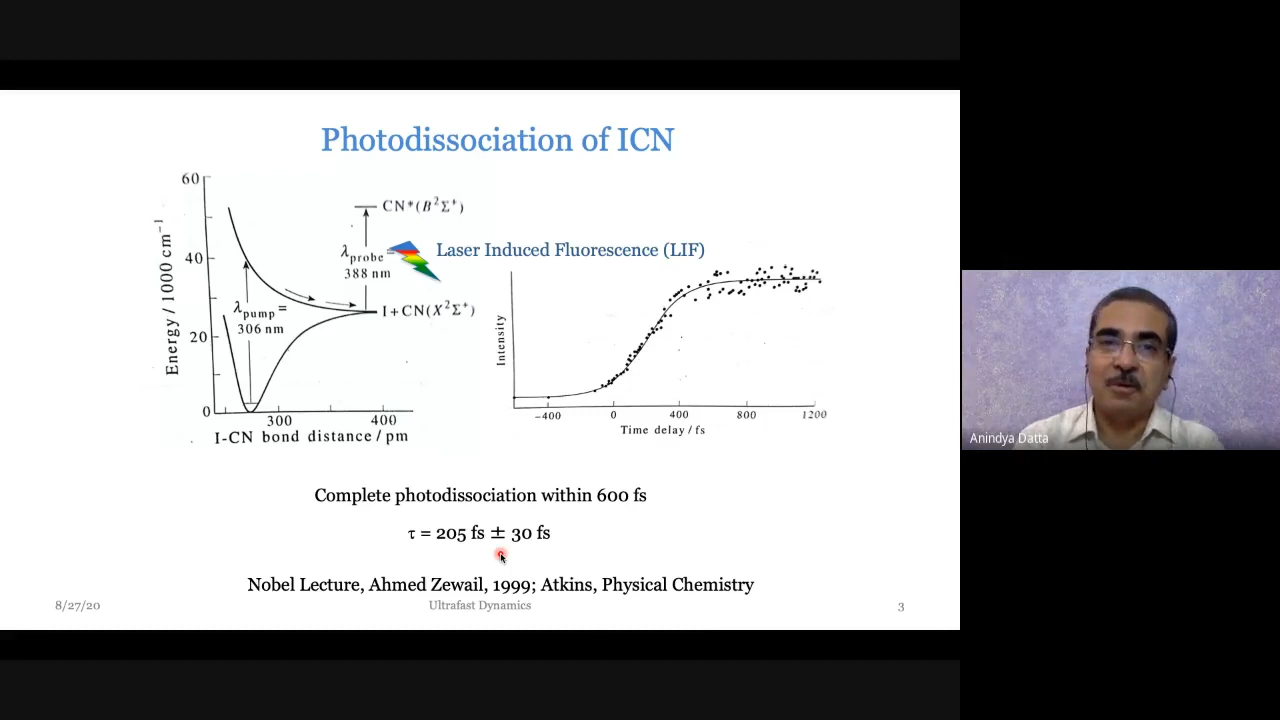 Photodissociation of ICN
60
40
20
0
300
400
Energy / 1000 cm⁻¹
I-CN bond distance / pm
λpump =
306 nm
CN*(B²Σ⁺)
λprobe =
388 nm
I+CN(X²Σ⁺)
Laser Induced Fluorescence (LIF)
Intensity
-400
0
400
800
1200
Time delay / fs
Complete photodissociation within 600 fs
τ = 205 fs ± 30 fs
Nobel Lecture, Ahmed Zewail, 1999; Atkins, Physical Chemistry
8/27/20
Ultrafast Dynamics
3
Anindya Datta